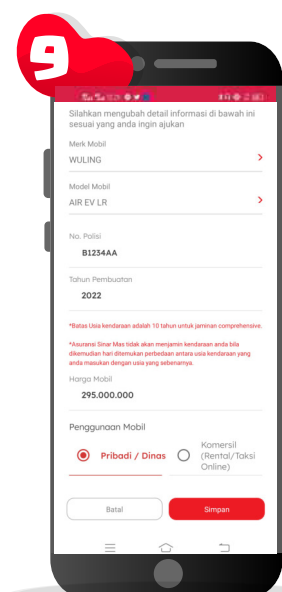 9
Silahkan mengubah detail informasi di bawah ini
sesuai yang anda ingin ajukan
Merk Mobil
WULING
Model Mobil
AIR EV LR
No. Polisi
B1234AA
Tahun Pembuatan
2022
*Batas Usia kendaraan adalah 10 tahun untuk jaminan comprehensive.
*Asuransi Sinar Mas tidak akan menjamin kendaraan anda bila
dikemudian hari ditemukan perbedaan antara usia kendaraan yang
anda masukan dengan usia yang sebenarnya.
Harga Mobil
295.000.000
Penggunaan Mobil
Pribadi / Dinas
Komersil
(Rental/Taksi
Online)
Batal
Simpan